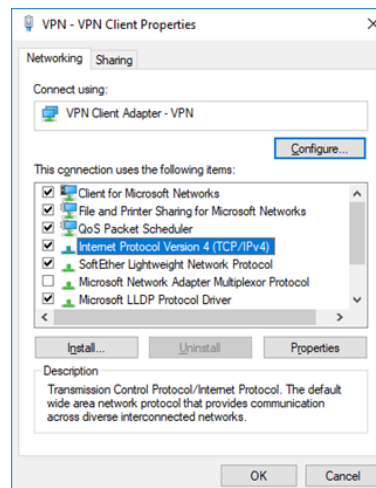 VPN - VPN Client Properties
Networking
Sharing
Connect using:
VPN Client Adapter - VPN
Configure...
This connection uses the following items:
Client for Microsoft Networks
File and Printer Sharing for Microsoft Networks
QoS Packet Scheduler
Internet Protocol Version 4 (TCP/IPv4)
SoftEther Lightweight Network Protocol
Microsoft Network Adapter Multiplexor Protocol
Microsoft LLDP Protocol Driver
Install...
Uninstall
Properties
Description
Transmission Control Protocol/Internet Protocol. The default
wide area network protocol that provides communication
across diverse interconnected networks.
OK
Cancel